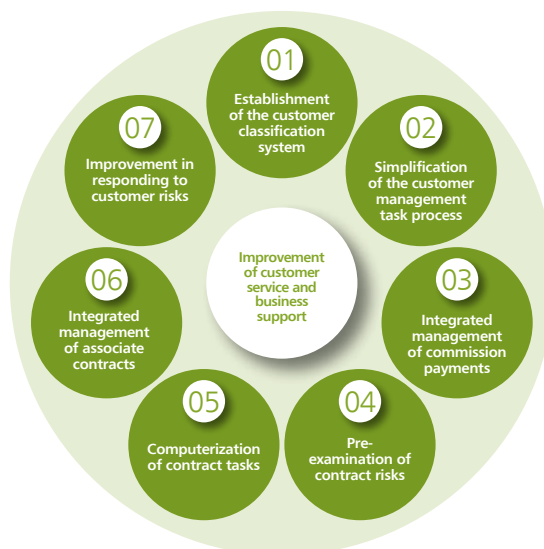 01
Establishment
of the customer
classification
system
02
Simplification
of the customer
management
task process
03
Integrated
management
of commission
payments
04
Pre-
examination of
contract risks
05
Computerization
of contract tasks
06
Integrated
management
of associate
contracts
07
Improvement in
responding to
customer risks
Improvement
of customer
service and
business
support